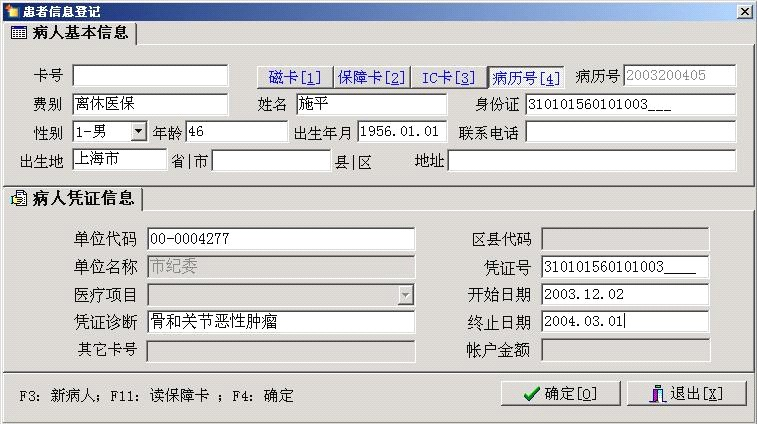 患者信息登记
病人基本信息
卡号 磁卡[1] 保障卡[2] IC卡[3] 病历号[4] 病历号 2003200405
费别 离休医保 姓名 施平 身份证 310101560101003___
性别 1-男 年龄 46 出生年月 1956.01.01 联系电话
出生地 上海市 省|市 县|区 地址
病人凭证信息
单位代码 00-0004277 区县代码
单位名称 市纪委 凭证号 310101560101003____
医疗项目 开始日期 2003.12.02
凭证诊断 骨和关节恶性肿瘤 终止日期 2004.03.01
其它卡号 帐户金额
F3: 新病人; F11: 读保障卡 ; F4: 确定 确定[O] 退出[X]